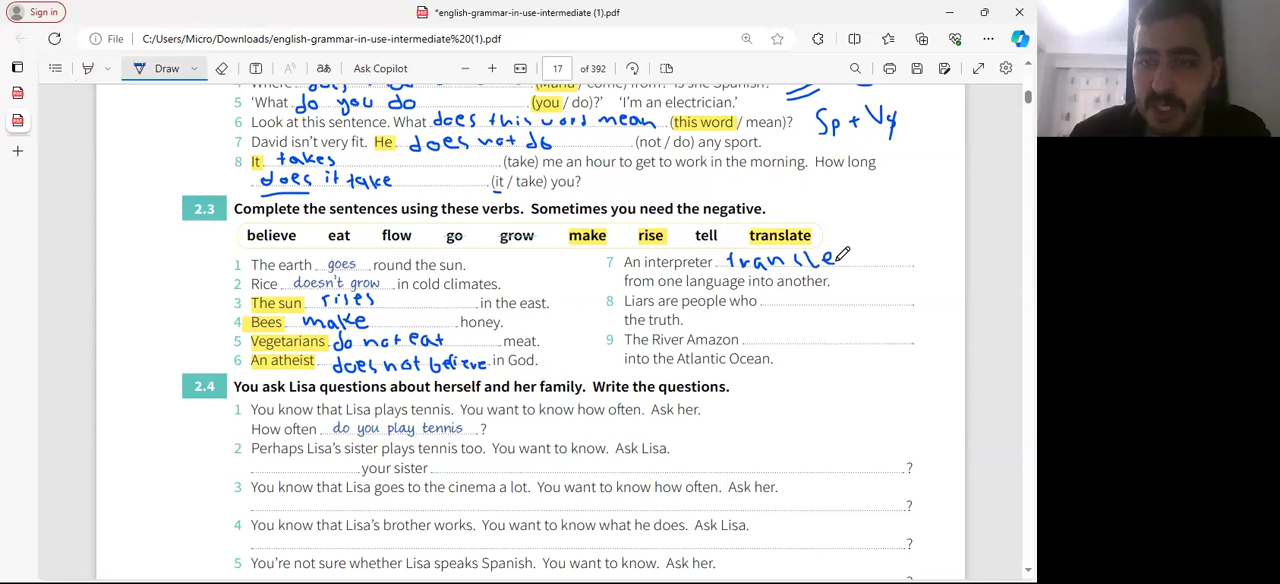 Sign in
*english-grammar-in-use-intermediate (1).pdf
File C:/Users/Micro/Downloads/english-grammar-in-use-intermediate%20(1).pdf
Draw Ask Copilot 17 of 392
5 'What do you do (you / do)?' 'I'm an electrician.'
6 Look at this sentence. What does this word mean (this word / mean)?
Sp + V
7 David isn't very fit. He does not do (not / do) any sport.
8 It takes (take) me an hour to get to work in the morning. How long
does it take (it / take) you?
2.3 Complete the sentences using these verbs. Sometimes you need the negative.
believe eat flow go grow make rise tell translate
1 The earth goes round the sun.
2 Rice doesn't grow in cold climates.
3 The sun rises in the east.
4 Bees make honey.
5 Vegetarians do not eat meat.
6 An atheist does not believe in God.
7 An interpreter transle
from one language into another.
8 Liars are people who
the truth.
9 The River Amazon
into the Atlantic Ocean.
2.4 You ask Lisa questions about herself and her family. Write the questions.
1 You know that Lisa plays tennis. You want to know how often. Ask her.
How often do you play tennis ?
2 Perhaps Lisa's sister plays tennis too. You want to know. Ask Lisa.
your sister ?
3 You know that Lisa goes to the cinema a lot. You want to know how often. Ask her.
?
4 You know that Lisa's brother works. You want to know what he does. Ask Lisa.
?
5 You're not sure whether Lisa speaks Spanish. You want to know. Ask her.